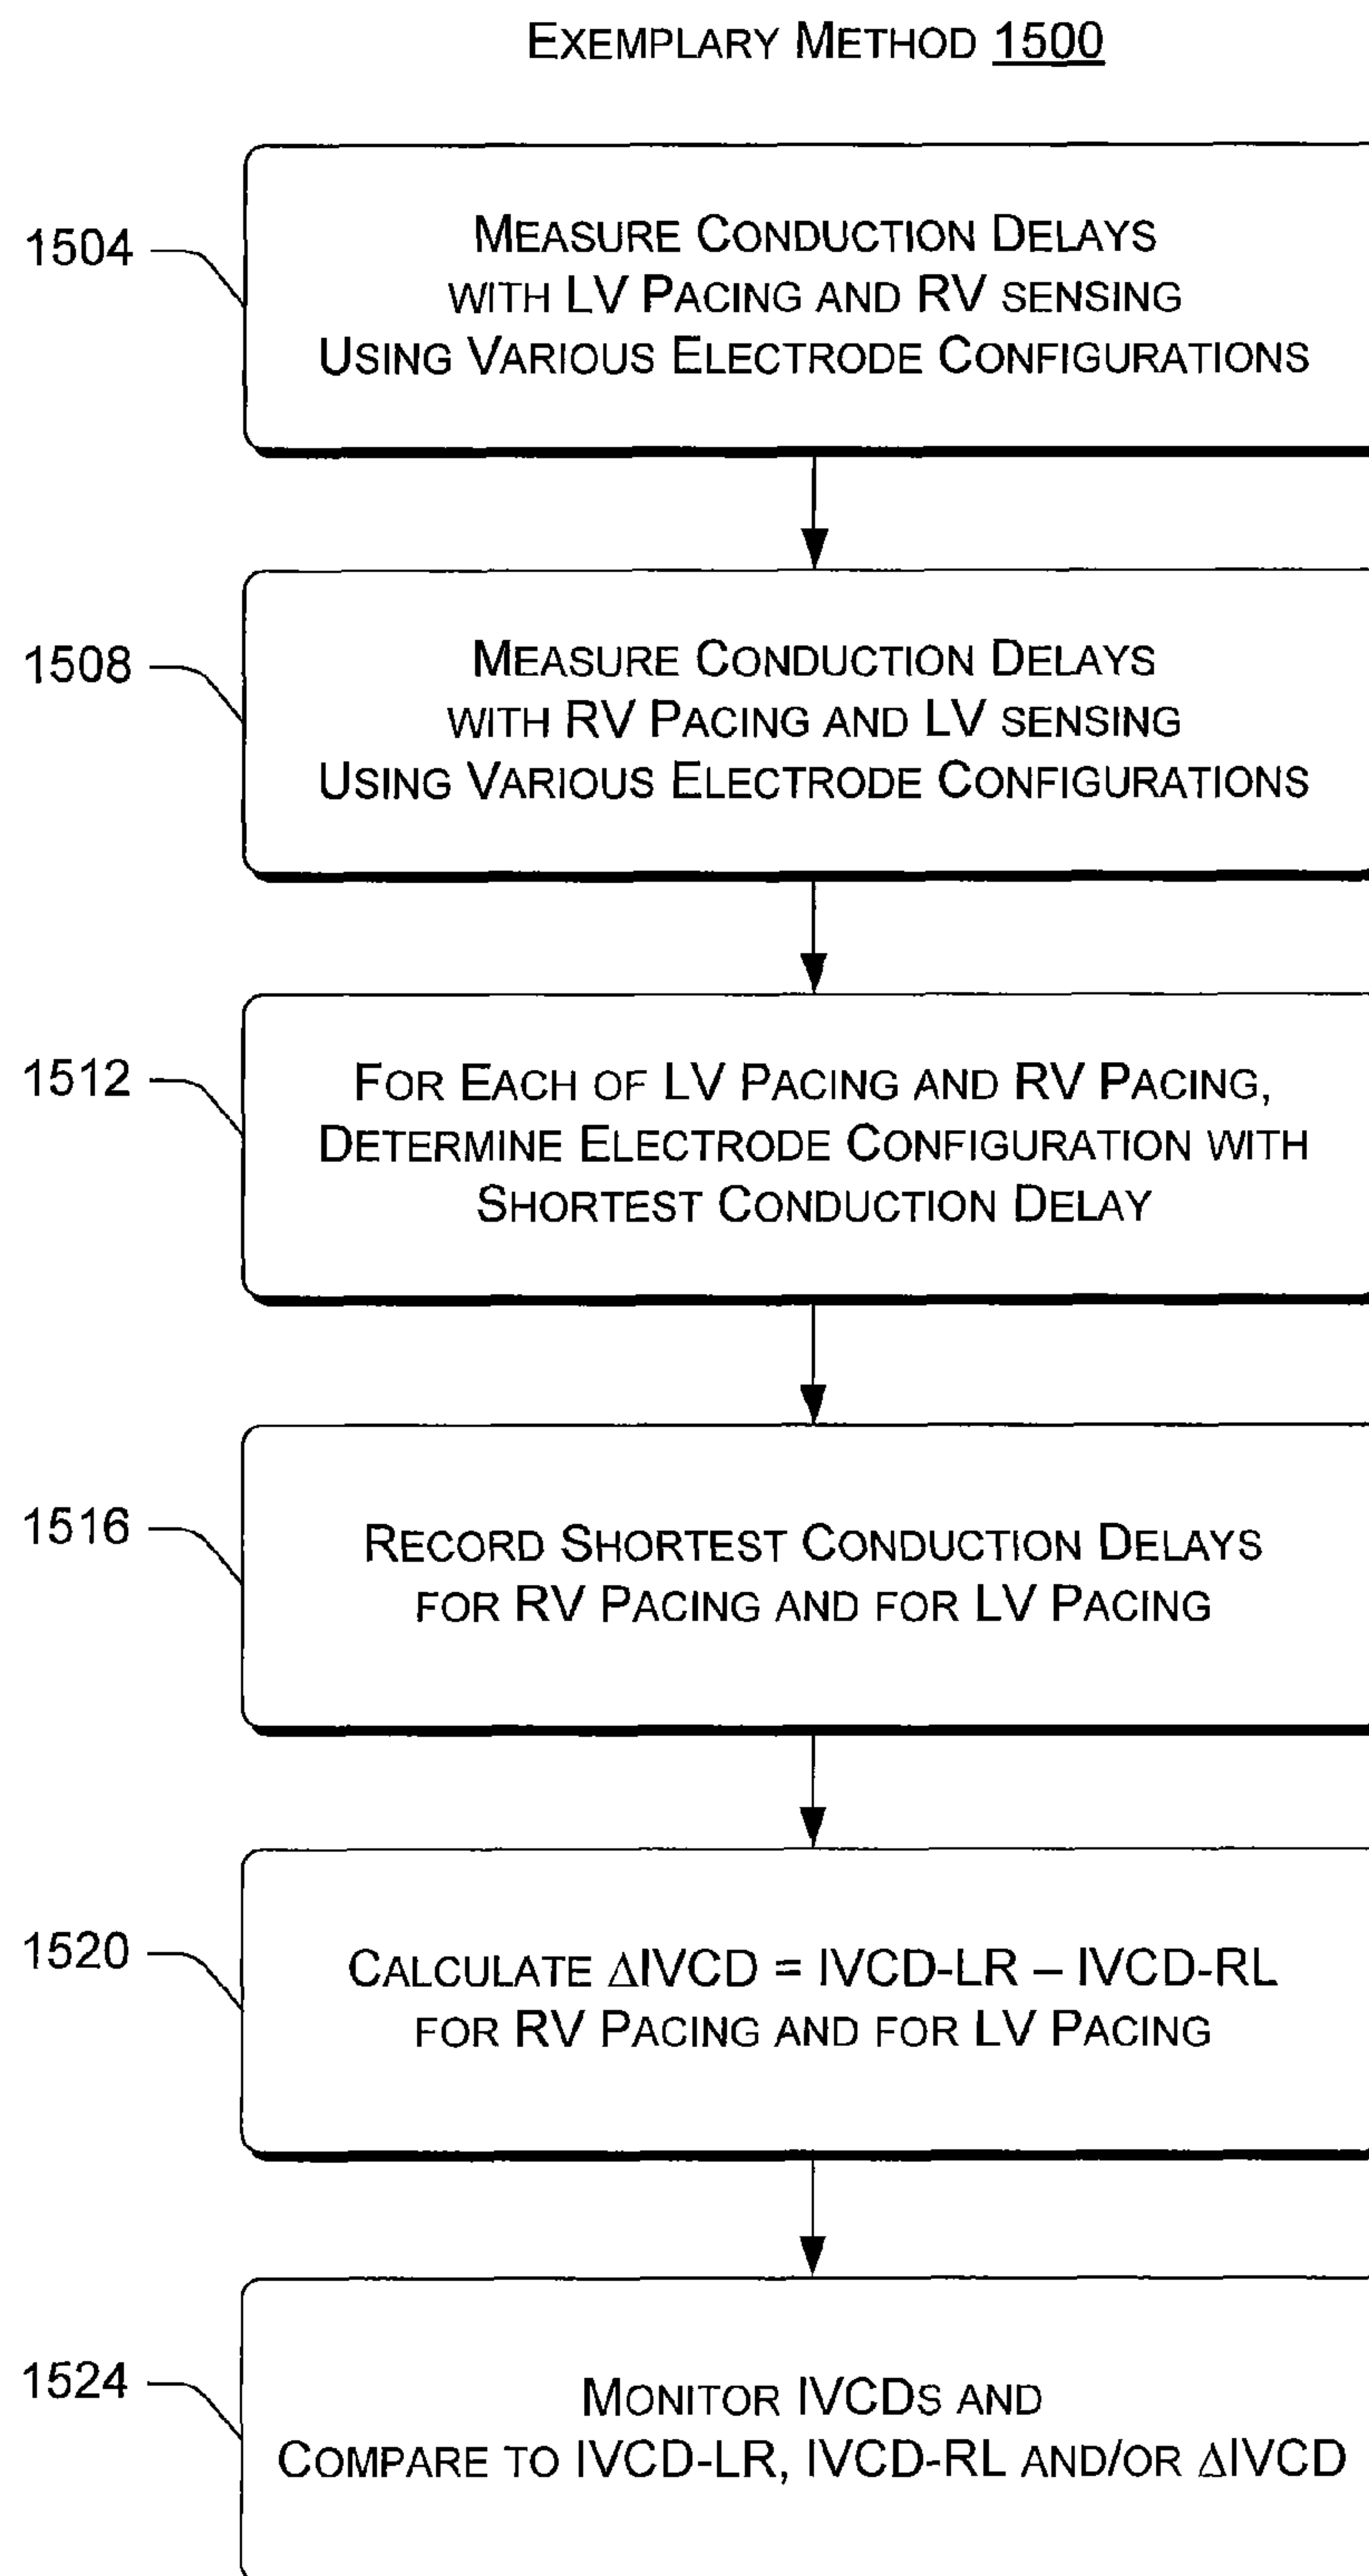 EXEMPLARY METHOD 1500
1504
MEASURE CONDUCTION DELAYS
WITH LV PACING AND RV SENSING
USING VARIOUS ELECTRODE CONFIGURATIONS
1508
MEASURE CONDUCTION DELAYS
WITH RV PACING AND LV SENSING
USING VARIOUS ELECTRODE CONFIGURATIONS
1512
FOR EACH OF LV PACING AND RV PACING,
DETERMINE ELECTRODE CONFIGURATION WITH
SHORTEST CONDUCTION DELAY
1516
RECORD SHORTEST CONDUCTION DELAYS
FOR RV PACING AND FOR LV PACING
1520
CALCULATE ΔIVCD = IVCD-LR – IVCD-RL
FOR RV PACING AND FOR LV PACING
1524
MONITOR IVCDS AND
COMPARE TO IVCD-LR, IVCD-RL AND/OR ΔIVCD